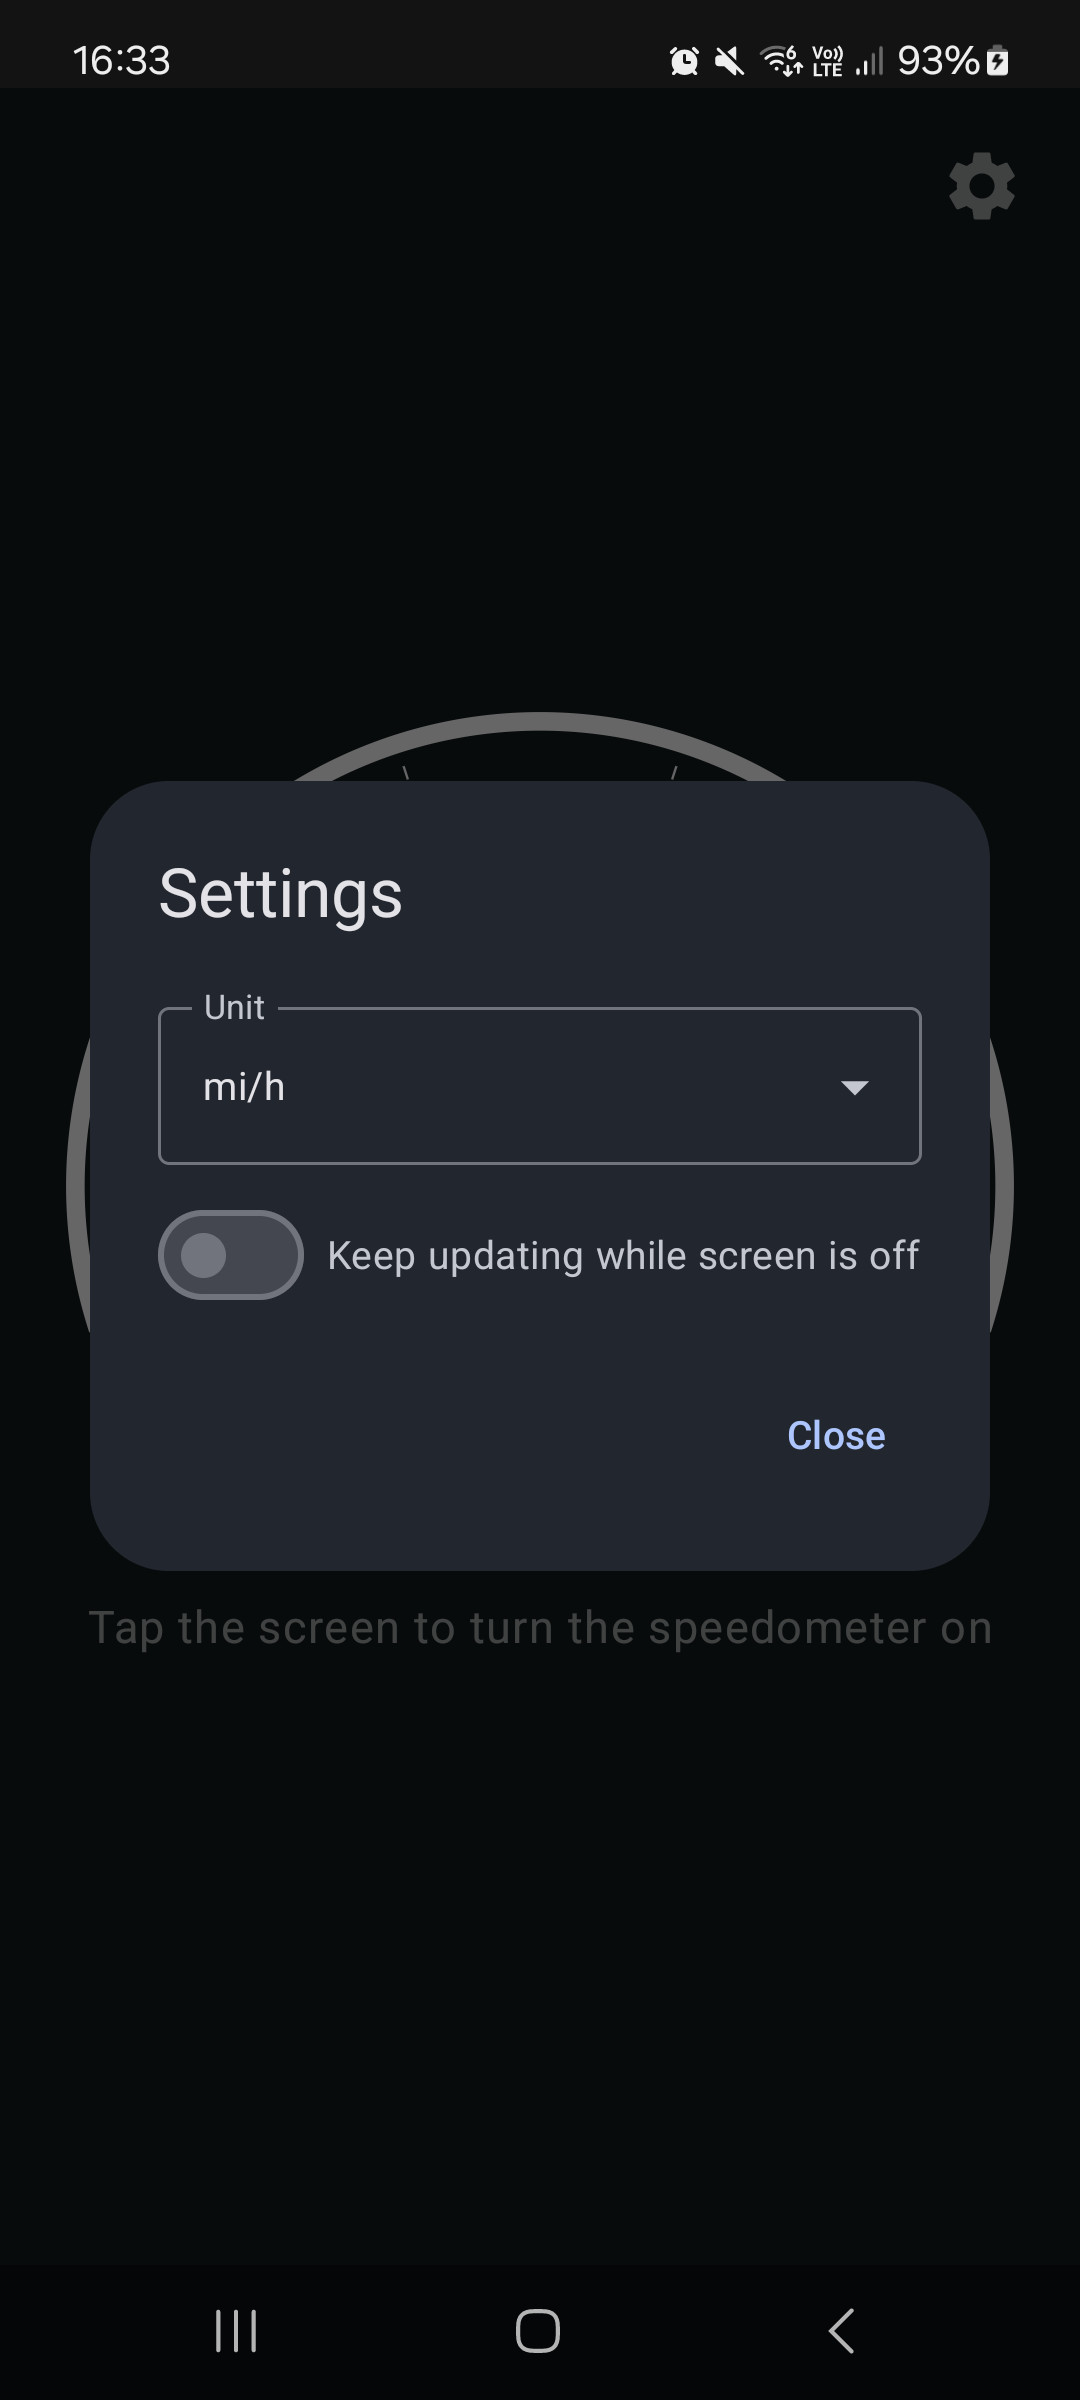 16:33
6 Vo)) LTE 93%
Settings
Unit
mi/h
Keep updating while screen is off
Close
Tap the screen to turn the speedometer on